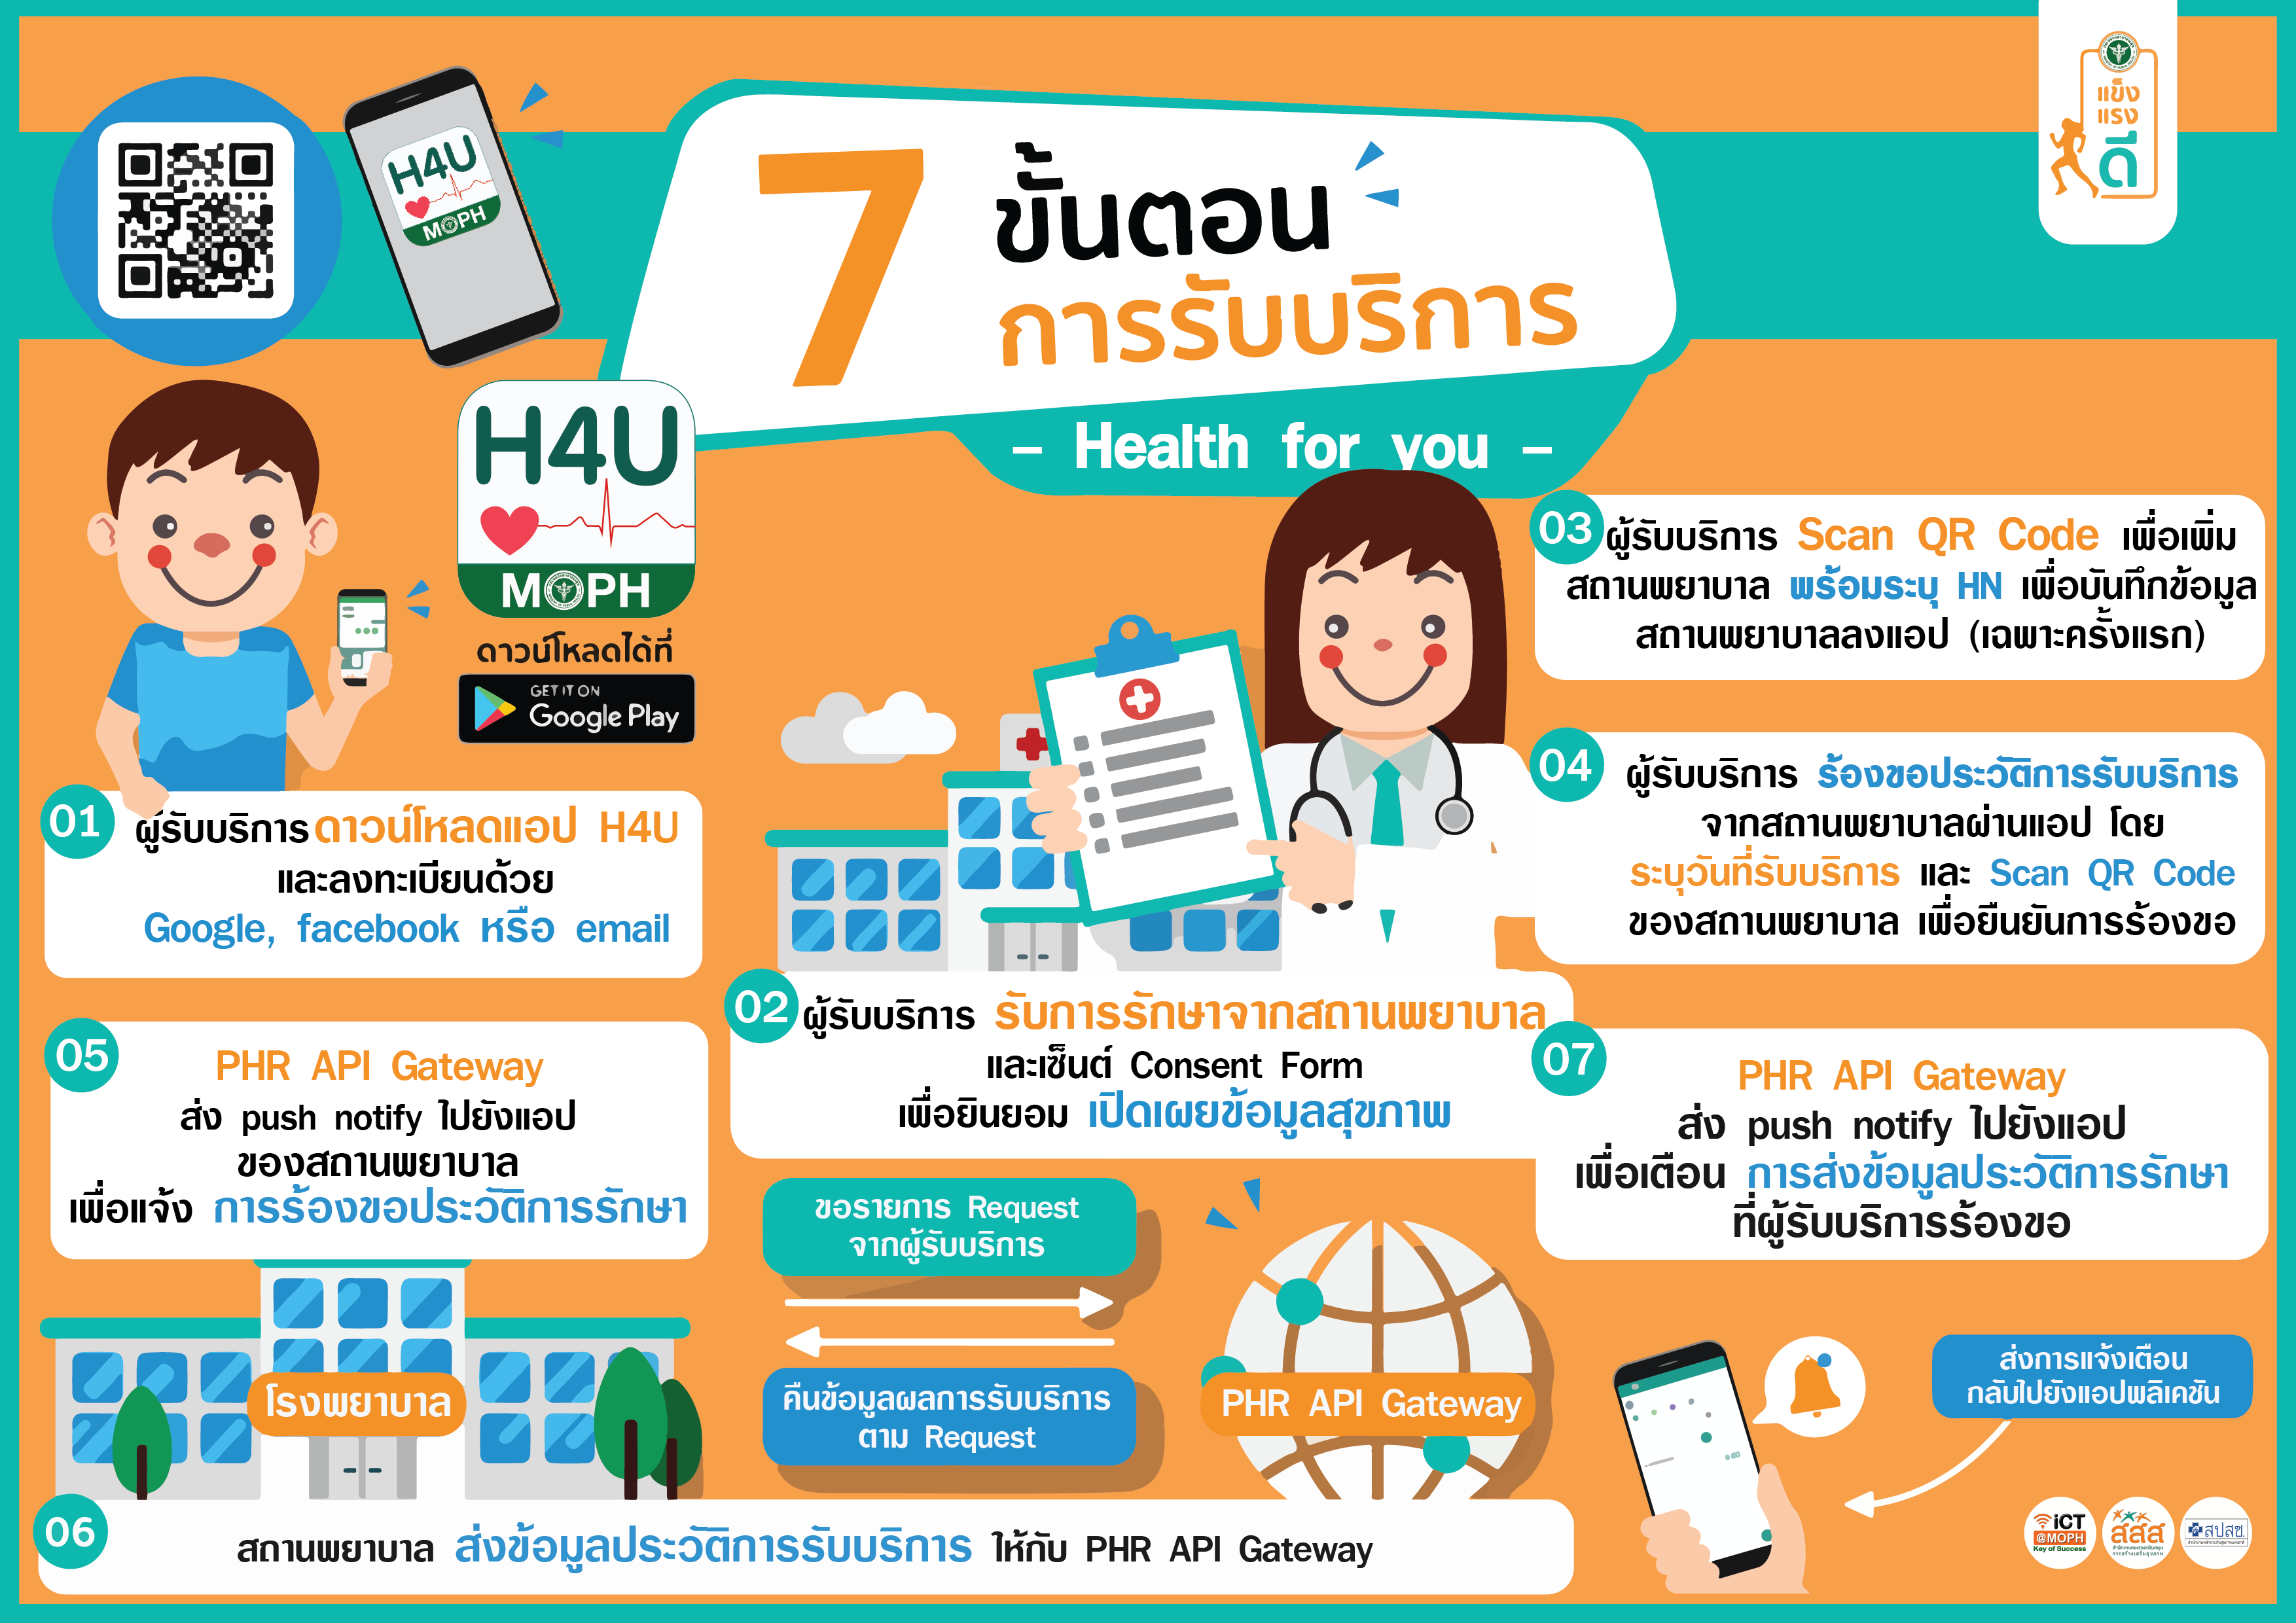 H4U
MOPH
7
ขั้นตอน
การรับบริการ
– Health for you –
แข็ง
แรง
ดี
H4U
MOPH
ดาวน์โหลดได้ที่
GET IT ON
Google Play
01
ผู้รับบริการ ดาวน์โหลดแอป H4U
และลงทะเบียนด้วย
Google, facebook หรือ email
02
ผู้รับบริการ รับการรักษาจากสถานพยาบาล
และเซ็นต์ Consent Form
เพื่อยินยอม เปิดเผยข้อมูลสุขภาพ
03
ผู้รับบริการ Scan QR Code เพื่อเพิ่ม
สถานพยาบาล พร้อมระบุ HN เพื่อบันทึกข้อมูล
สถานพยาบาลลงแอป (เฉพาะครั้งแรก)
04
ผู้รับบริการ ร้องขอประวัติการรับบริการ
จากสถานพยาบาลผ่านแอป โดย
ระบุวันที่รับบริการ และ Scan QR Code
ของสถานพยาบาล เพื่อยืนยันการร้องขอ
05
PHR API Gateway
ส่ง push notify ไปยังแอป
ของสถานพยาบาล
เพื่อแจ้ง การร้องขอประวัติการรักษา
โรงพยาบาล
ขอรายการ Request
จากผู้รับบริการ
คืนข้อมูลผลการรับบริการ
ตาม Request
PHR API Gateway
06
สถานพยาบาล ส่งข้อมูลประวัติการรับบริการ ให้กับ PHR API Gateway
07
PHR API Gateway
ส่ง push notify ไปยังแอป
เพื่อเตือน การส่งข้อมูลประวัติการรักษา
ที่ผู้รับบริการร้องขอ
ส่งการแจ้งเตือน
กลับไปยังแอปพลิเคชัน
iCT
@MOPH
Key of Success
สสส
สปสช.